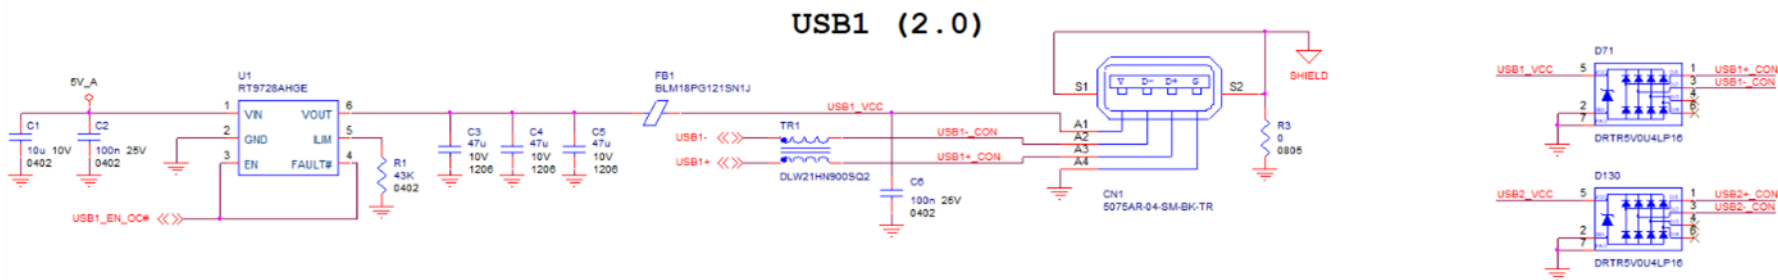 USB1 (2.0)
5V_A
U1
RT9728AHGE
1
VIN
VOUT
6
2
GND
ILIM
5
3
EN
FAULT#
4
C1
10u 10V
0402
C2
100n 25V
0402
R1
43K
0402
USB1_EN_OC#
C3
47u
10V
1206
C4
47u
10V
1206
C5
47u
10V
1206
FB1
BLM18PG121SN1J
USB1_VCC
USB1-
USB1+
TR1
DLW21HN900SQ2
USB1-_CON
USB1+_CON
C6
100n 25V
0402
S1
V D- D+ G
S2
A1
A2
A3
A4
CN1
5075AR-04-SM-BK-TR
SHIELD
R3
0
0805
D71
USB1_VCC
5
1
USB1+_CON
3
USB1-_CON
4
6
2
7
DRTR5V0U4LP16
D130
USB2_VCC
5
1
USB2+_CON
3
USB2-_CON
4
6
2
7
DRTR5V0U4LP16